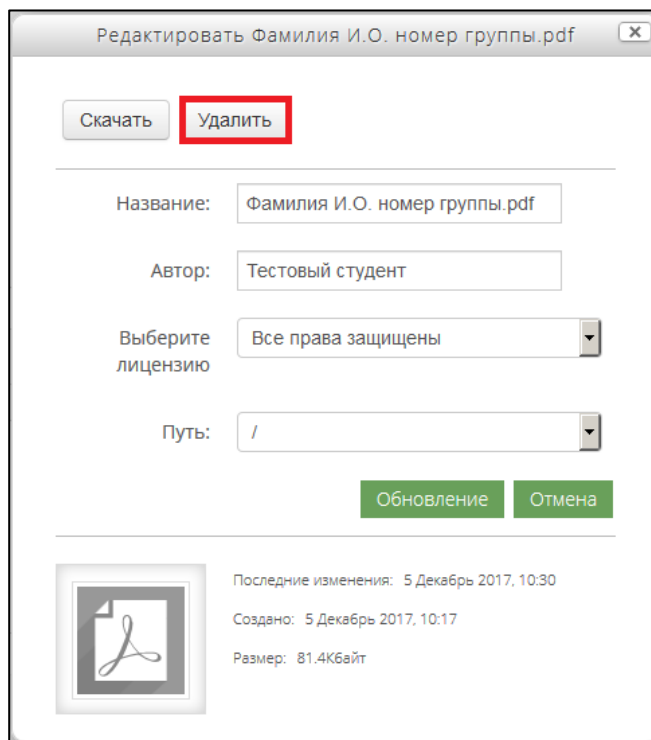 Редактировать Фамилия И.О. номер группы.pdf
Скачать Удалить
Название: Фамилия И.О. номер группы.pdf
Автор: Тестовый студент
Выберите лицензию Все права защищены
Путь: /
Обновление Отмена
Последние изменения: 5 Декабрь 2017, 10:30
Создано: 5 Декабрь 2017, 10:17
Размер: 81.4Кбайт